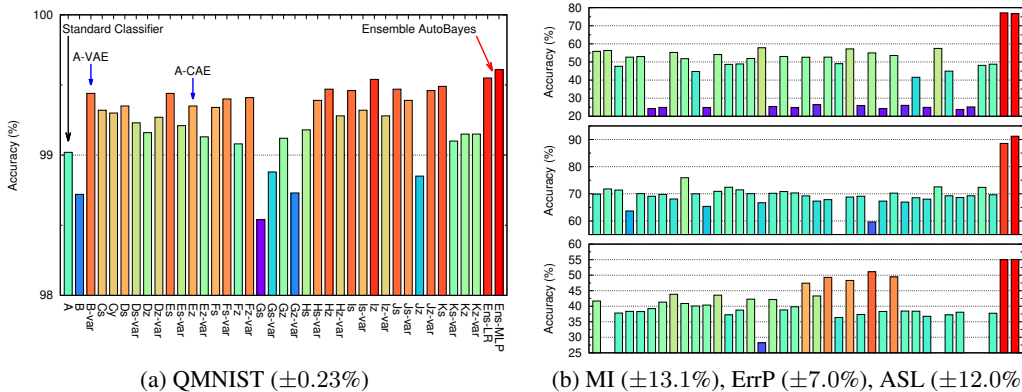 100
99
98
Accuracy (%)
Standard Classifier
A-VAE
A-CAE
Ensemble AutoBayes
A
B
B-var
Cs
Cy
Ds
Ds-var
Dz
Dz-var
Es
Es-var
Ez
Ez-var
Fs
Fs-var
Fz
Fz-var
Gs
Gs-var
Gz
Gz-var
Hs
Hs-var
Hz
Hz-var
Is
Is-var
Iz
Iz-var
Js
Js-var
Jz
Jz-var
Ks
Ks-var
Kz
Kz-var
Ens-LR
Ens-MLP
(a) QMNIST (±0.23%)
80
70
60
50
40
30
20
Accuracy (%)
90
80
70
60
Accuracy (%)
60
55
50
45
40
35
30
25
Accuracy (%)
(b) MI (±13.1%), ErrP (±7.0%), ASL (±12.0%